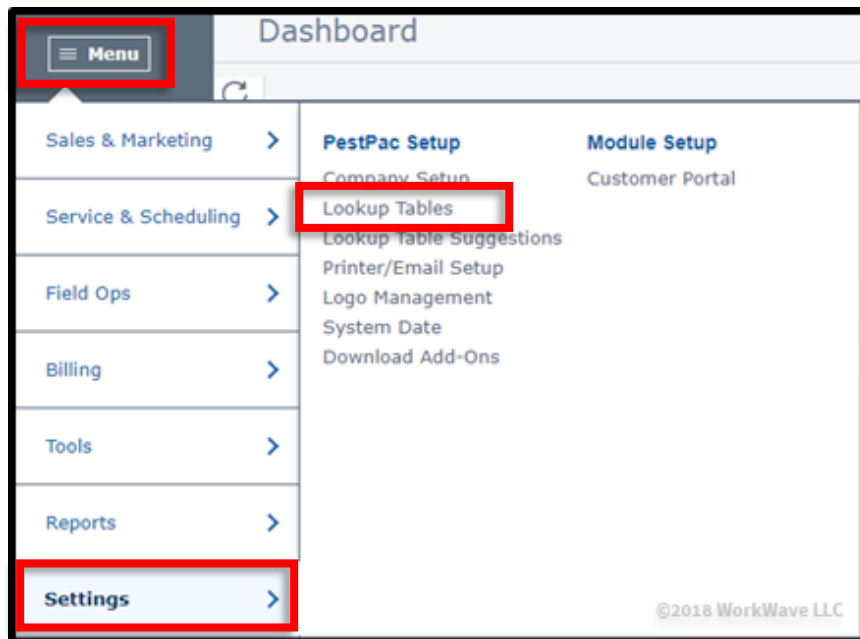 Dashboard
≡ Menu
Sales & Marketing
Service & Scheduling
Field Ops
Billing
Tools
Reports
Settings
PestPac Setup
Company Setup
Lookup Tables
Lookup Table Suggestions
Printer/Email Setup
Logo Management
System Date
Download Add-Ons
Module Setup
Customer Portal
©2018 WorkWave LLC